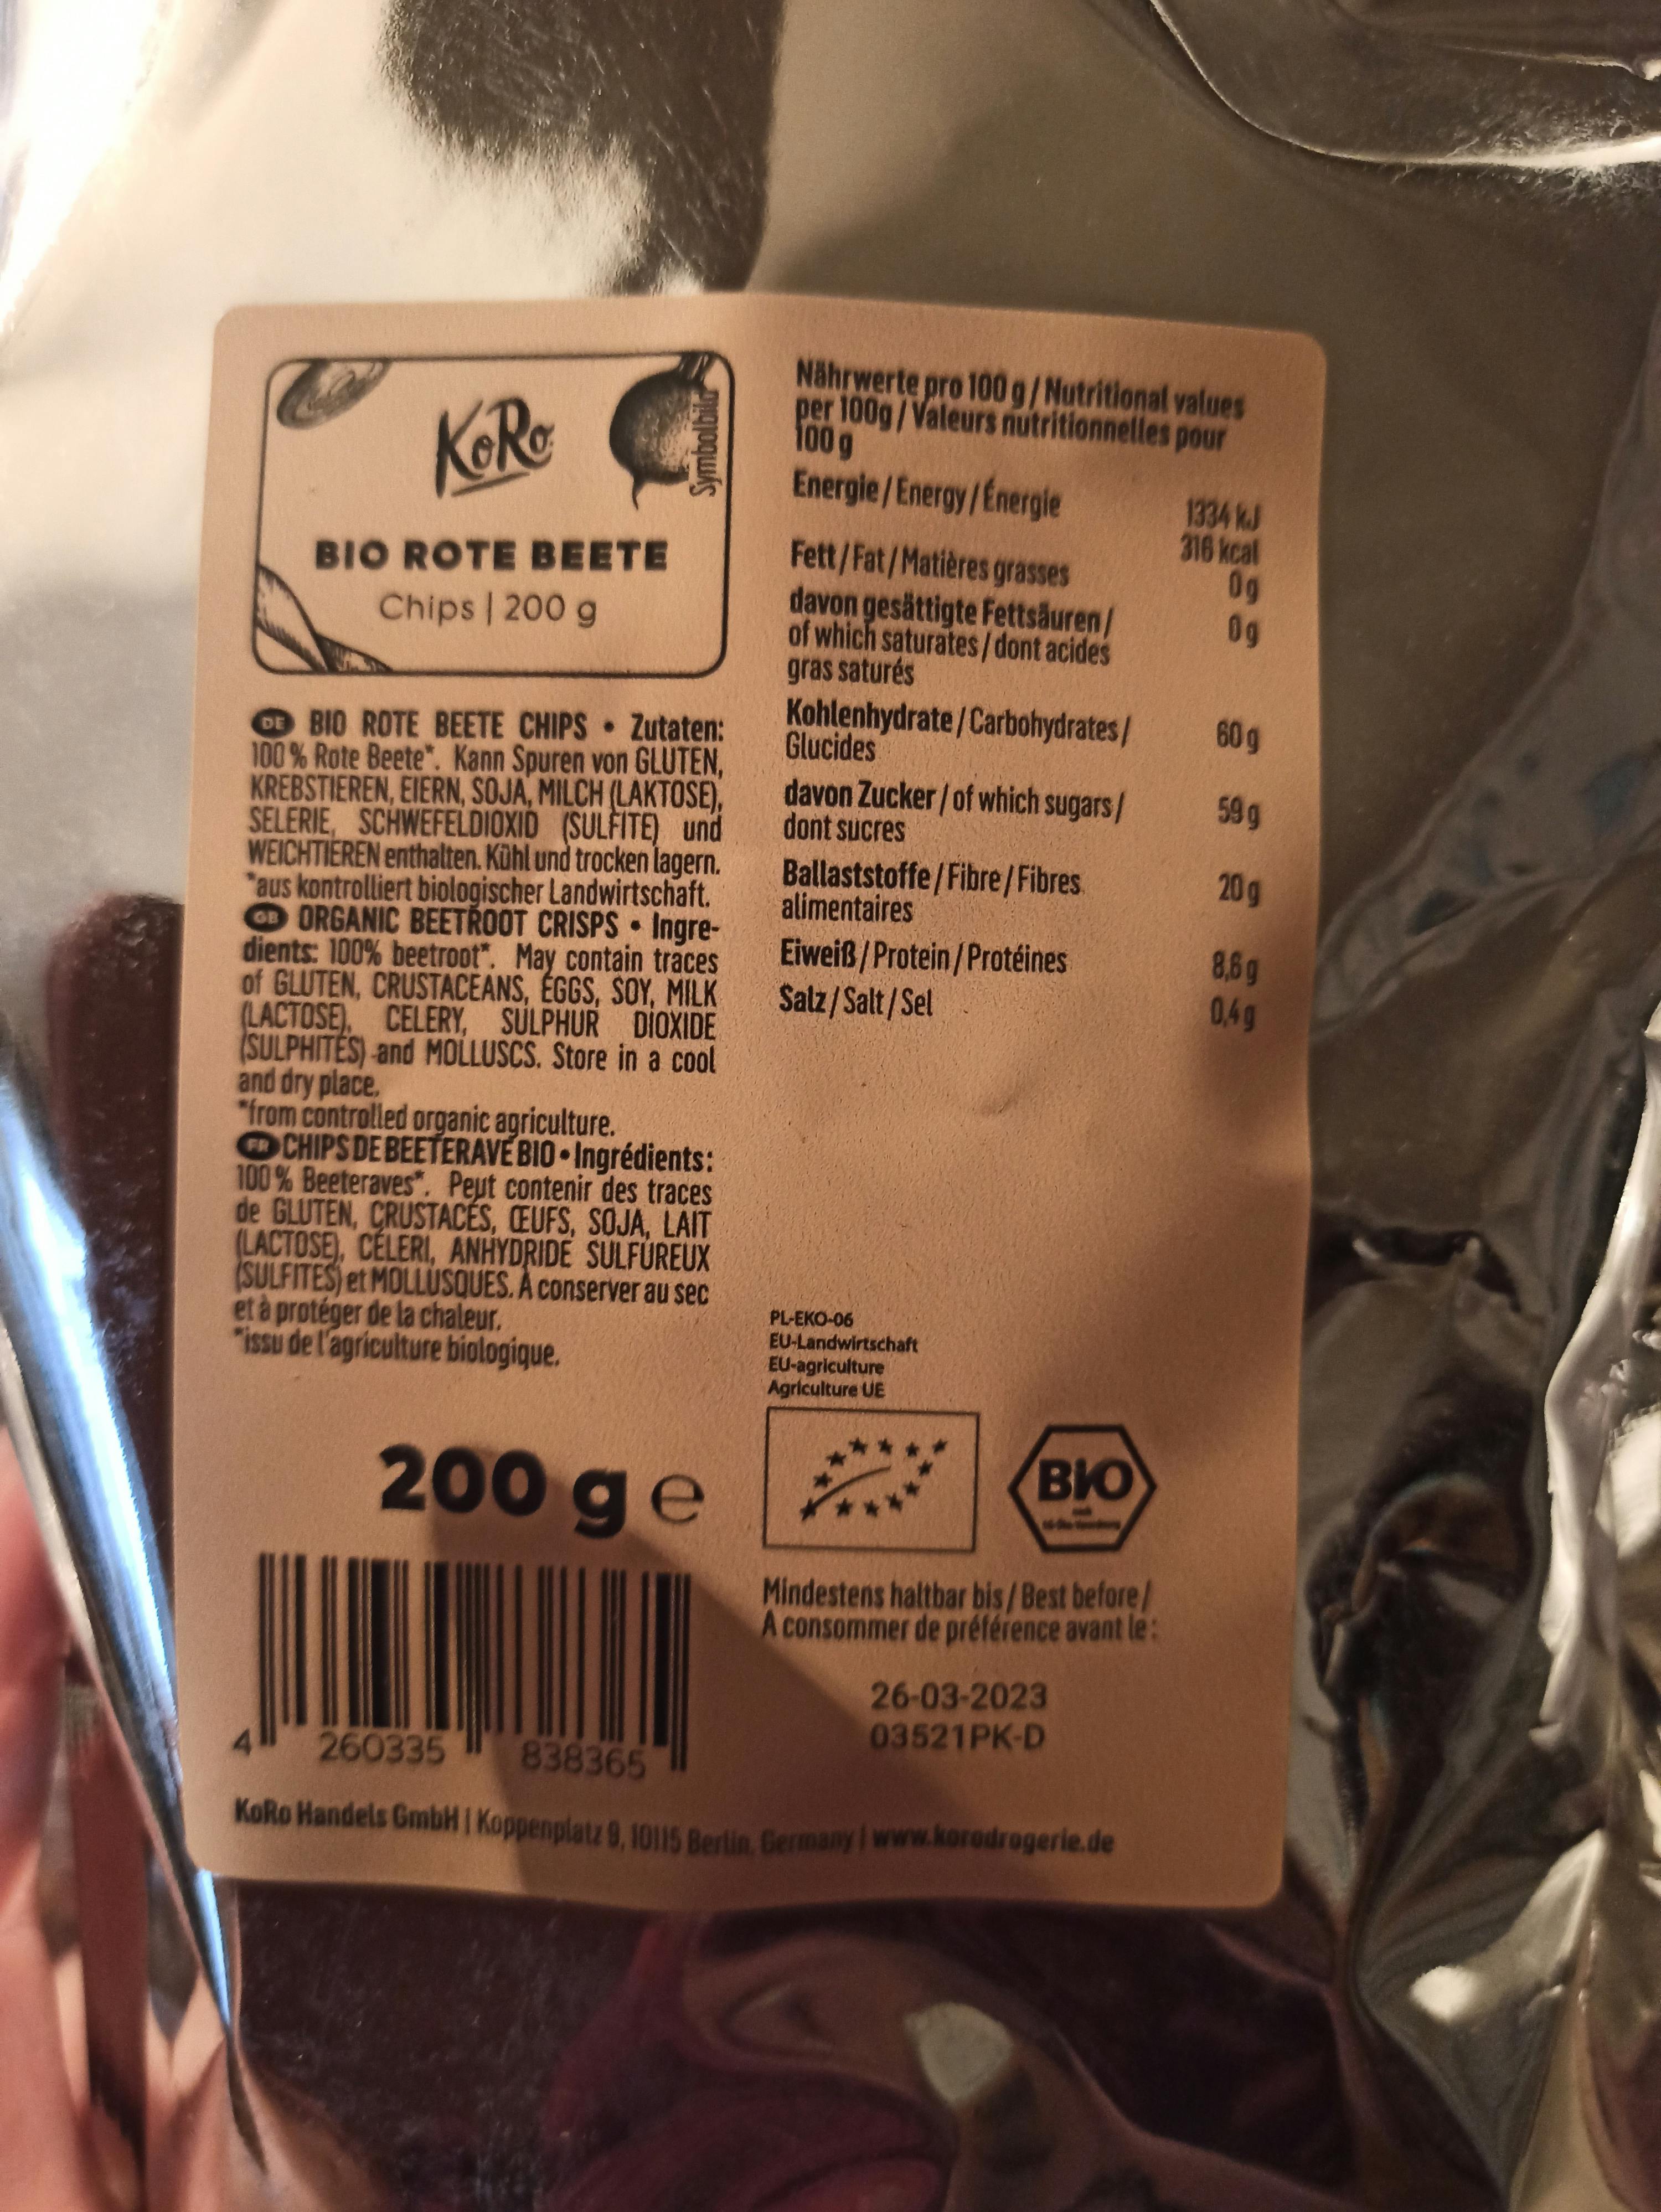 KoRo
Symbolbild
BIO ROTE BEETE
Chips | 200 g
DE BIO ROTE BEETE CHIPS • Zutaten:
100 % Rote Beete*. Kann Spuren von GLUTEN,
KREBSTIEREN, EIERN, SOJA, MILCH (LAKTOSE),
SELERIE, SCHWEFELDIOXID (SULFITE) und
WEICHTIEREN enthalten. Kühl und trocken lagern.
*aus kontrolliert biologischer Landwirtschaft.
GB ORGANIC BEETROOT CRISPS • Ingre-
dients: 100% beetroot*. May contain traces
of GLUTEN, CRUSTACEANS, EGGS, SOY, MILK
(LACTOSE), CELERY, SULPHUR DIOXIDE
(SULPHITES) and MOLLUSCS. Store in a cool
and dry place.
*from controlled organic agriculture.
FR CHIPS DE BEETERAVE BIO • Ingrédients:
100 % Beeteraves*. Peut contenir des traces
de GLUTEN, CRUSTACÉS, ŒUFS, SOJA, LAIT
(LACTOSE), CÉLERI, ANHYDRIDE SULFUREUX
(SULFITES) et MOLLUSQUES. À conserver au sec
et à protéger de la chaleur.
*issu de l'agriculture biologique.
200 g e
4 260335 838365
Nährwerte pro 100 g / Nutritional values
per 100g / Valeurs nutritionnelles pour
100 g
Energie / Energy / Énergie 1334 kJ
316 kcal
Fett / Fat / Matières grasses 0 g
davon gesättigte Fettsäuren / 0 g
of which saturates / dont acides
gras saturés
Kohlenhydrate / Carbohydrates / 60 g
Glucides
davon Zucker / of which sugars / 59 g
dont sucres
Ballaststoffe / Fibre / Fibres 20 g
alimentaires
Eiweiß / Protein / Protéines 8,6 g
Salz / Salt / Sel 0,4 g
PL-EKO-06
EU-Landwirtschaft
EU-agriculture
Agriculture UE
BIO
Mindestens haltbar bis / Best before /
A consommer de préférence avant le :
26-03-2023
03521PK-D
KoRo Handels GmbH | Koppenplatz 9, 10115 Berlin, Germany | www.korodrogerie.de